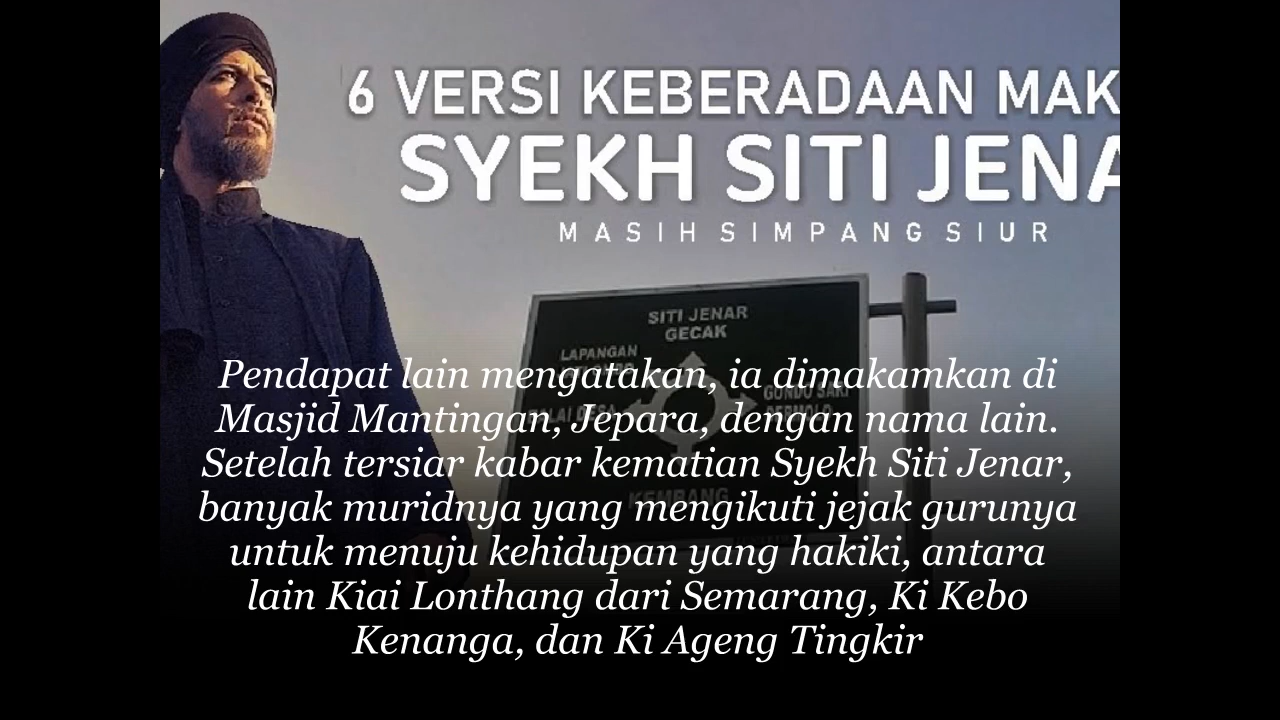 6 VERSI KEBERADAAN MAK
SYEKH SITI JENA
MASIH SIMPANG SIUR
SITI JENAR
GECAK
LAPANGAN
GONDO SARI
KEMBANG
Pendapat lain mengatakan, ia dimakamkan di
Masjid Mantingan, Jepara, dengan nama lain.
Setelah tersiar kabar kematian Syekh Siti Jenar,
banyak muridnya yang mengikuti jejak gurunya
untuk menuju kehidupan yang hakiki, antara
lain Kiai Lonthang dari Semarang, Ki Kebo
Kenanga, dan Ki Ageng Tingkir